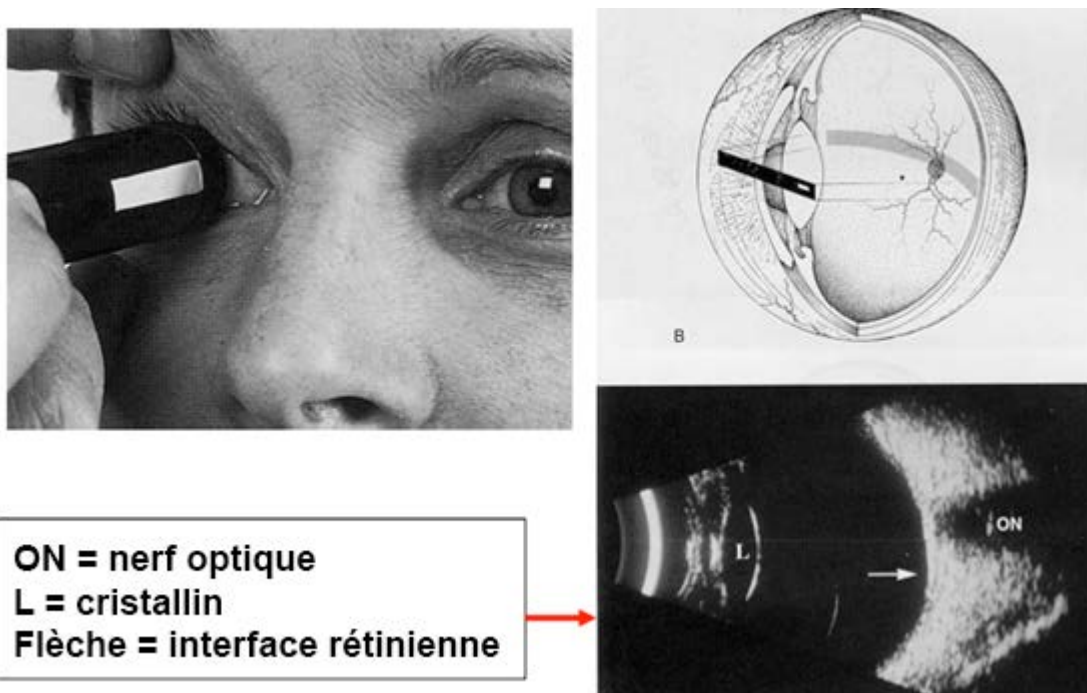 B
ON = nerf optique
L = cristallin
Flèche = interface rétinienne
L
ON